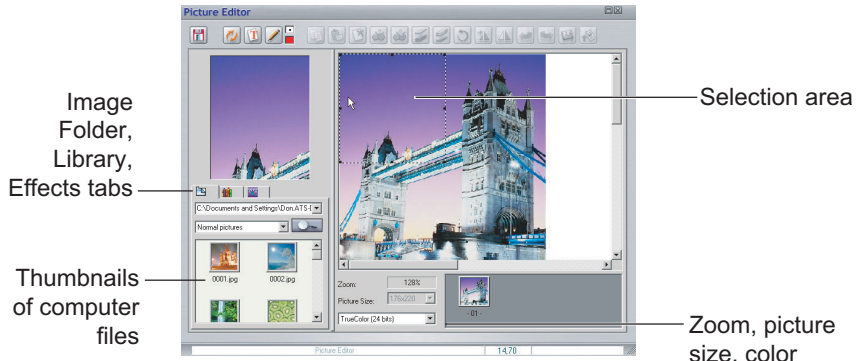 Picture Editor
Image
Folder,
Library,
Effects tabs
Selection area
C:\Documents and Settings\Don.ATS-
Normal pictures
0001.jpg
0002.jpg
Thumbnails
of computer
files
Zoom:
128%
Picture Size:
176x220
TrueColor (24 bits)
- 01 -
Zoom, picture
size, color
Picture Editor
14,70